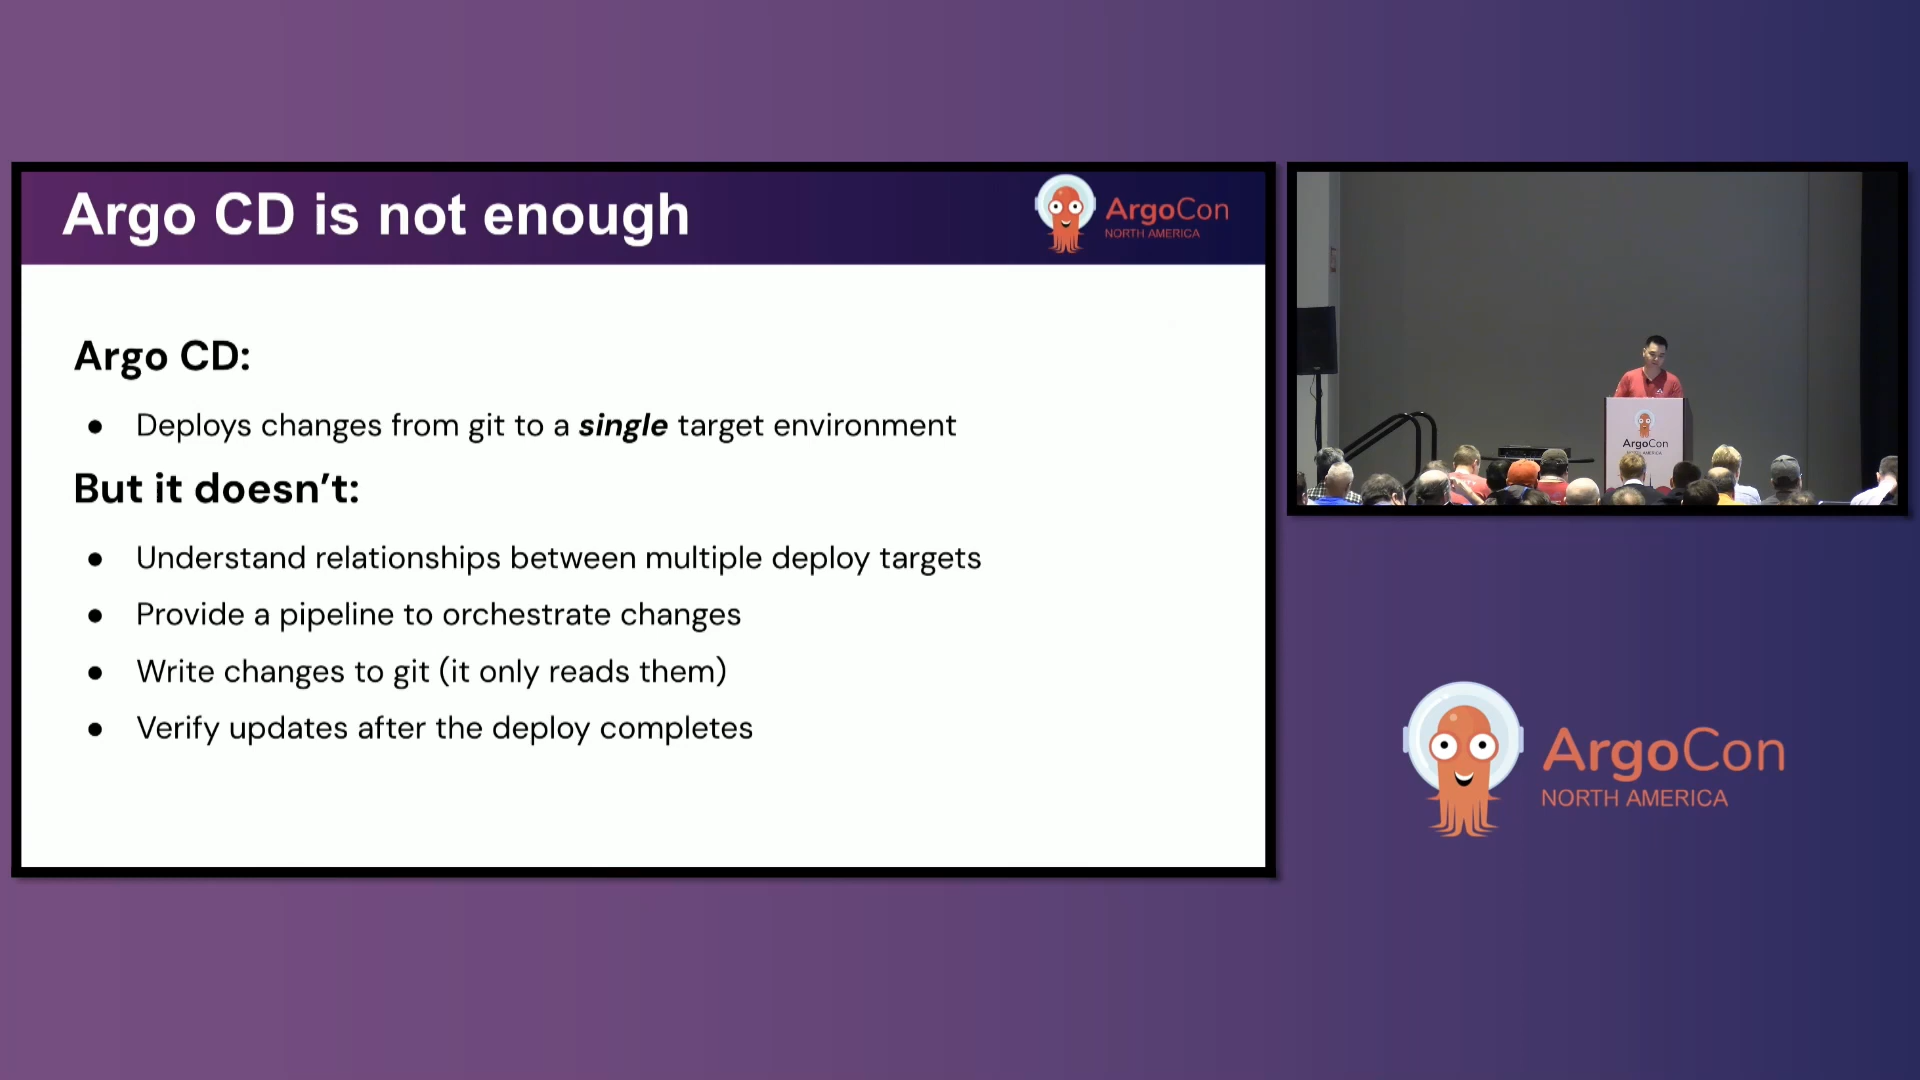 Argo CD is not enough
ArgoCon
NORTH AMERICA
Argo CD:
● Deploys changes from git to a single target environment
But it doesn’t:
● Understand relationships between multiple deploy targets
● Provide a pipeline to orchestrate changes
● Write changes to git (it only reads them)
● Verify updates after the deploy completes
ArgoCon
ArgoCon
NORTH AMERICA